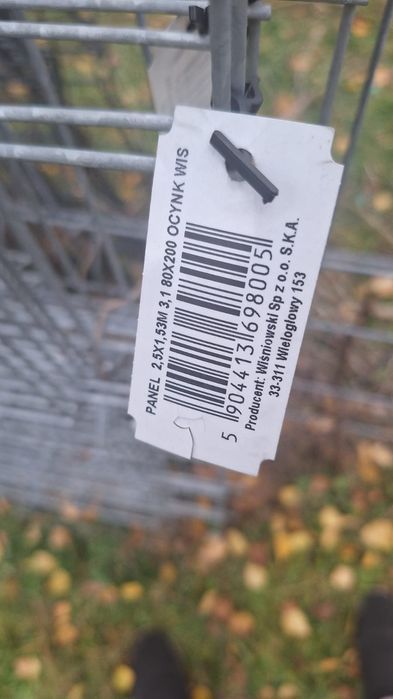 PANEL 2,5X1,53M 3,1 80X200 OCYNK WIS
5 904413 698005
Producent: Wiśniowski Sp z o.o. S.K.A.
33-311 Wielogłowy 153